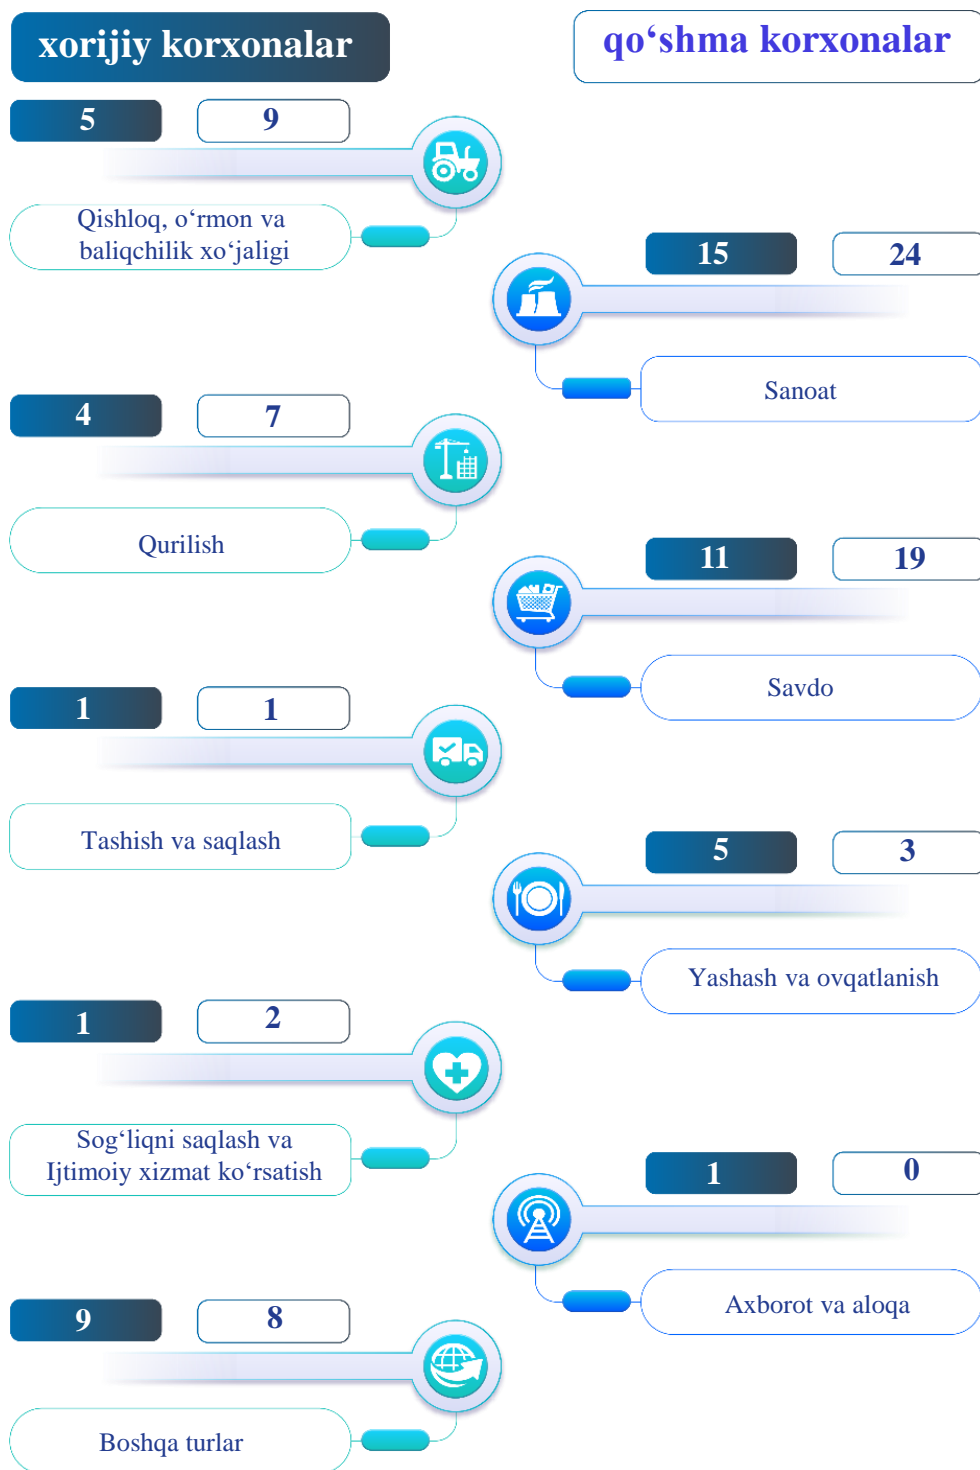 xorijiy korxonalar
qo‘shma korxonalar
5
9
Qishloq, o‘rmon va
baliqchilik xo‘jaligi
15
24
Sanoat
4
7
Qurilish
11
19
Savdo
1
1
Tashish va saqlash
5
3
Yashash va ovqatlanish
1
2
Sog‘liqni saqlash va
Ijtimoiy xizmat ko‘rsatish
1
0
Axborot va aloqa
9
8
Boshqa turlar